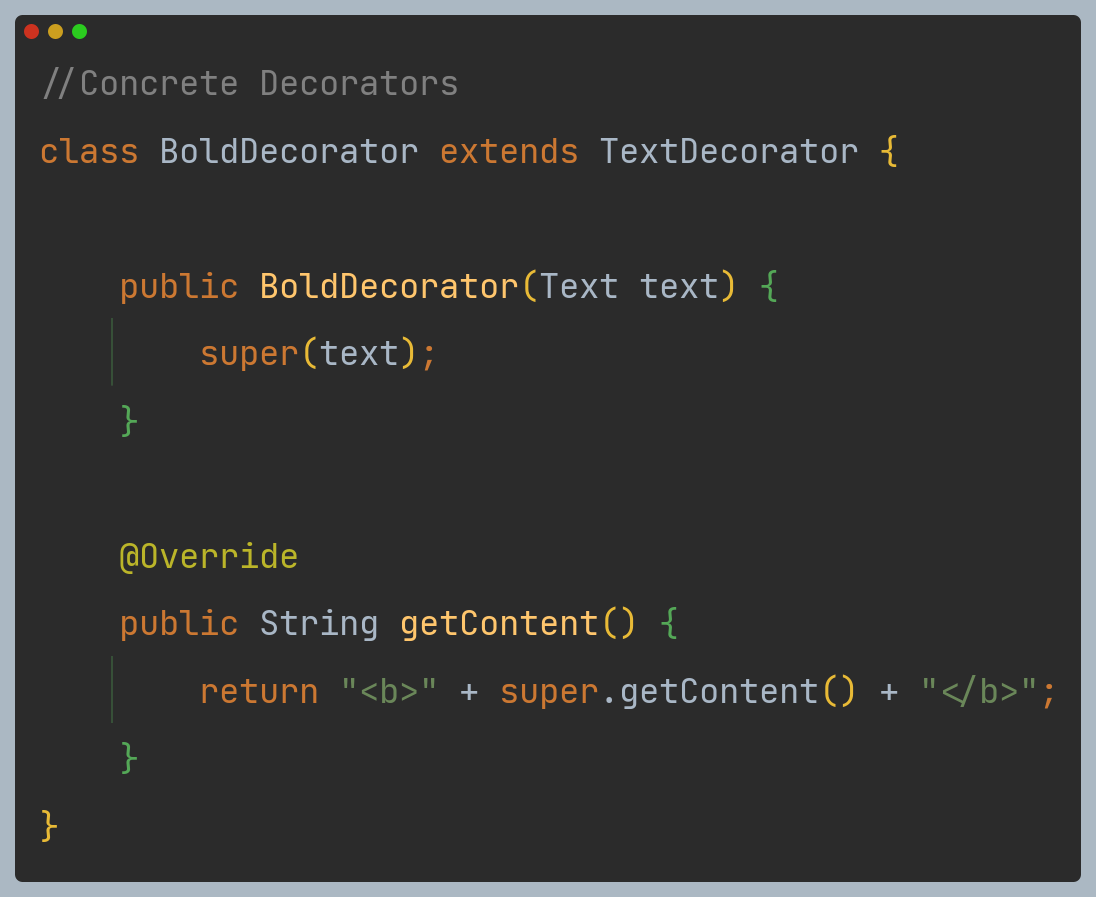 //Concrete Decorators
class BoldDecorator extends TextDecorator {
    public BoldDecorator(Text text) {
        super(text);
    }
    @Override
    public String getContent() {
        return "<b>" + super.getContent() + "</b>";
    }
}